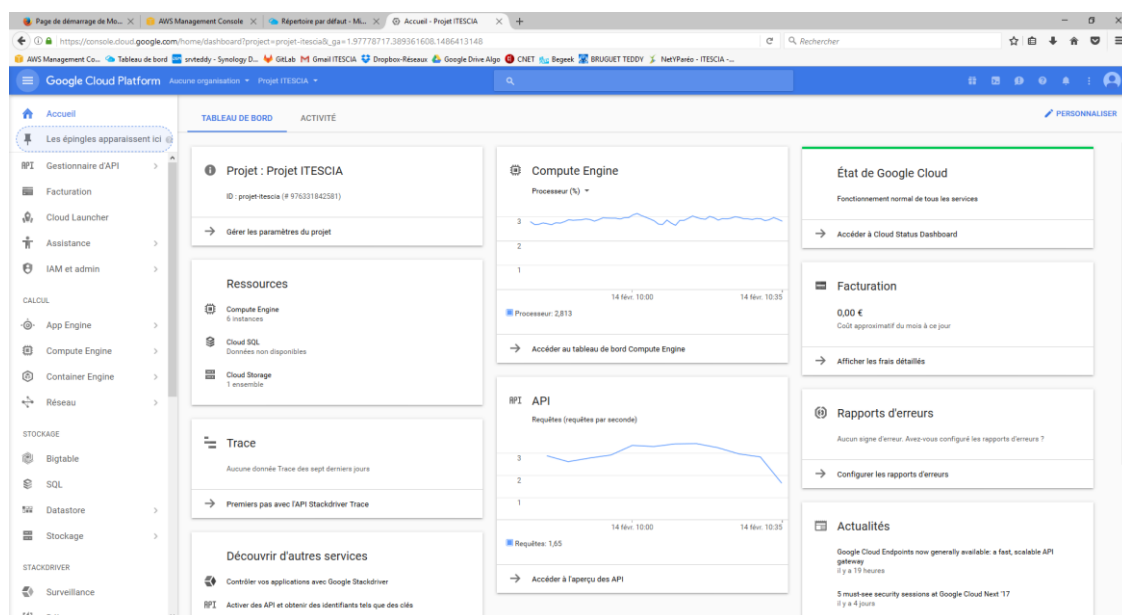 Page de démarrage de Mo...
AWS Management Console
Répertoire par défaut - Mi...
Accueil - Projet ITESCIA
https://console.cloud.google.com/home/dashboard?project=projet-itescia&_ga=1.97778717.389361608.1486413148
Rechercher
AWS Management Co...
Tableau de bord
srvteddy - Synology D...
GitLab
Gmail ITESCIA
Dropbox-Réseaux
Google Drive Algo
CNET
Begeek
BRUGUET TEDDY
NetYParéo - ITESCIA -...
Google Cloud Platform
Aucune organisation
Projet ITESCIA
Accueil
Les épingles apparaissent ici
API Gestionnaire d'API
Facturation
Cloud Launcher
Assistance
IAM et admin
CALCUL
App Engine
Compute Engine
Container Engine
Réseau
STOCKAGE
Bigtable
SQL
Datastore
Stockage
STACKDRIVER
Surveillance
TABLEAU DE BORD
ACTIVITÉ
PERSONNALISER
Projet : Projet ITESCIA
ID : projet-itescia (# 976331842581)
Gérer les paramètres du projet
Ressources
Compute Engine
6 instances
Cloud SQL
Données non disponibles
Cloud Storage
1 ensemble
Trace
Aucune donnée Trace des sept derniers jours
Premiers pas avec l'API Stackdriver Trace
Découvrir d'autres services
Contrôler vos applications avec Google Stackdriver
API Activer des API et obtenir des identifiants tels que des clés
Compute Engine
Processeur (%)
3
2
1
14 févr. 10:00
14 févr. 10:35
Processeur: 2,813
Accéder au tableau de bord Compute Engine
API API
Requêtes (requêtes par seconde)
3
2
1
14 févr. 10:00
14 févr. 10:35
Requêtes: 1,65
Accéder à l'aperçu des API
État de Google Cloud
Fonctionnement normal de tous les services
Accéder à Cloud Status Dashboard
Facturation
0,00 €
Coût approximatif du mois à ce jour
Afficher les frais détaillés
Rapports d'erreurs
Aucun signe d'erreur. Avez-vous configuré les rapports d'erreurs ?
Configurer les rapports d'erreurs
Actualités
Google Cloud Endpoints now generally available: a fast, scalable API
gateway
il y a 19 heures
5 must-see security sessions at Google Cloud Next '17
il y a 4 jours